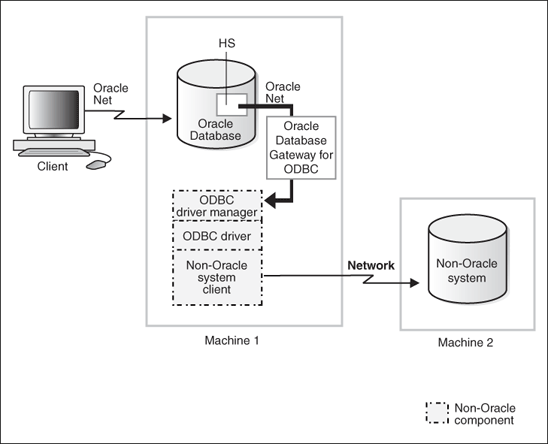 HS
Oracle
Net
Oracle
Net
Oracle
Database
Client
Oracle
Database
Gateway for
ODBC
ODBC
driver manager
ODBC driver
Non-Oracle
system
client
Network
Non-Oracle
system
Machine 1
Machine 2
Non-Oracle
component